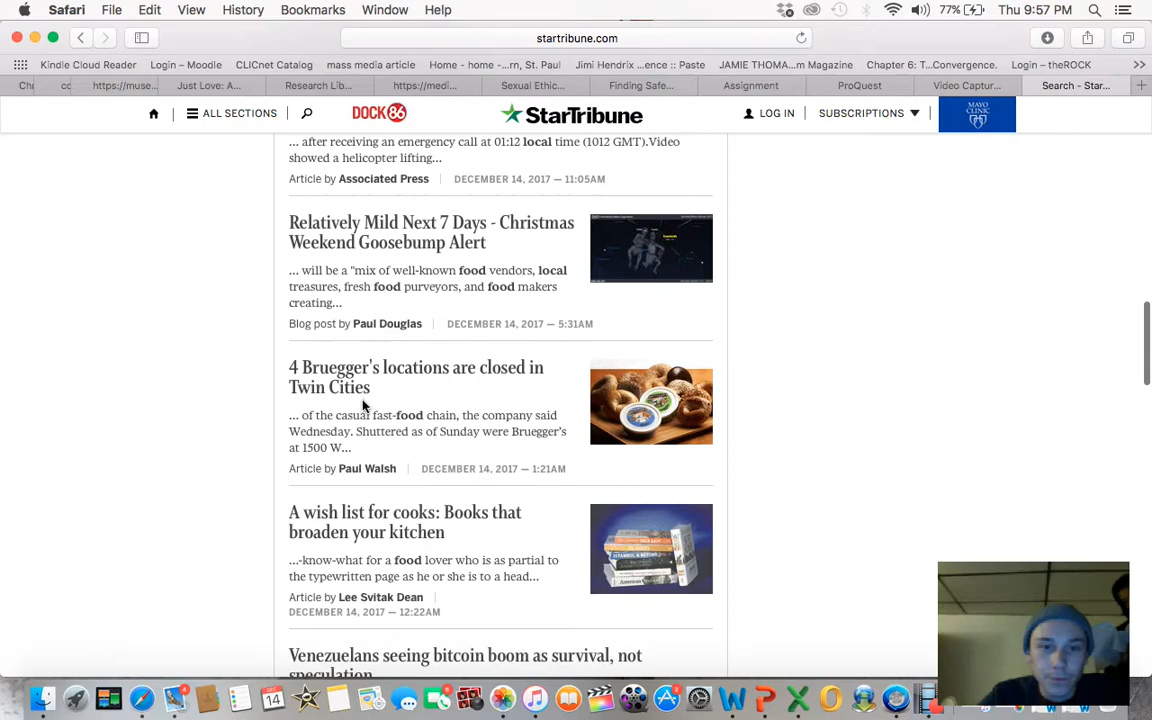 Safari File Edit View History Bookmarks Window Help 77% Thu 9:57 PM
startribune.com
Kindle Cloud Reader Login – Moodle CLICnet Catalog mass media article Home - home -...rn, St. Paul Jimi Hendrix ...ence :: Paste JAMIE THOMA...m Magazine Chapter 6: T...Convergence. Login – theROCK
https://muse... Just Love: A... Research Lib... https://medi... Sexual Ethic... Finding Safe... Assignment ProQuest Video Captur... Search - Star...
ALL SECTIONS DOCK86 StarTribune LOG IN SUBSCRIPTIONS MAYO CLINIC
... after receiving an emergency call at 01:12 local time (1012 GMT).Video
showed a helicopter lifting...
Article by Associated Press DECEMBER 14, 2017 — 11:05AM
Relatively Mild Next 7 Days - Christmas
Weekend Goosebump Alert
... will be a "mix of well-known food vendors, local
treasures, fresh food purveyors, and food makers
creating...
Blog post by Paul Douglas DECEMBER 14, 2017 — 5:31AM
4 Bruegger's locations are closed in
Twin Cities
... of the casual fast-food chain, the company said
Wednesday. Shuttered as of Sunday were Bruegger's
at 1500 W...
Article by Paul Walsh DECEMBER 14, 2017 — 1:21AM
A wish list for cooks: Books that
broaden your kitchen
...-know-what for a food lover who is as partial to
the typewritten page as he or she is to a head...
Article by Lee Svitak Dean
DECEMBER 14, 2017 — 12:22AM
Venezuelans seeing bitcoin boom as survival, not
speculation